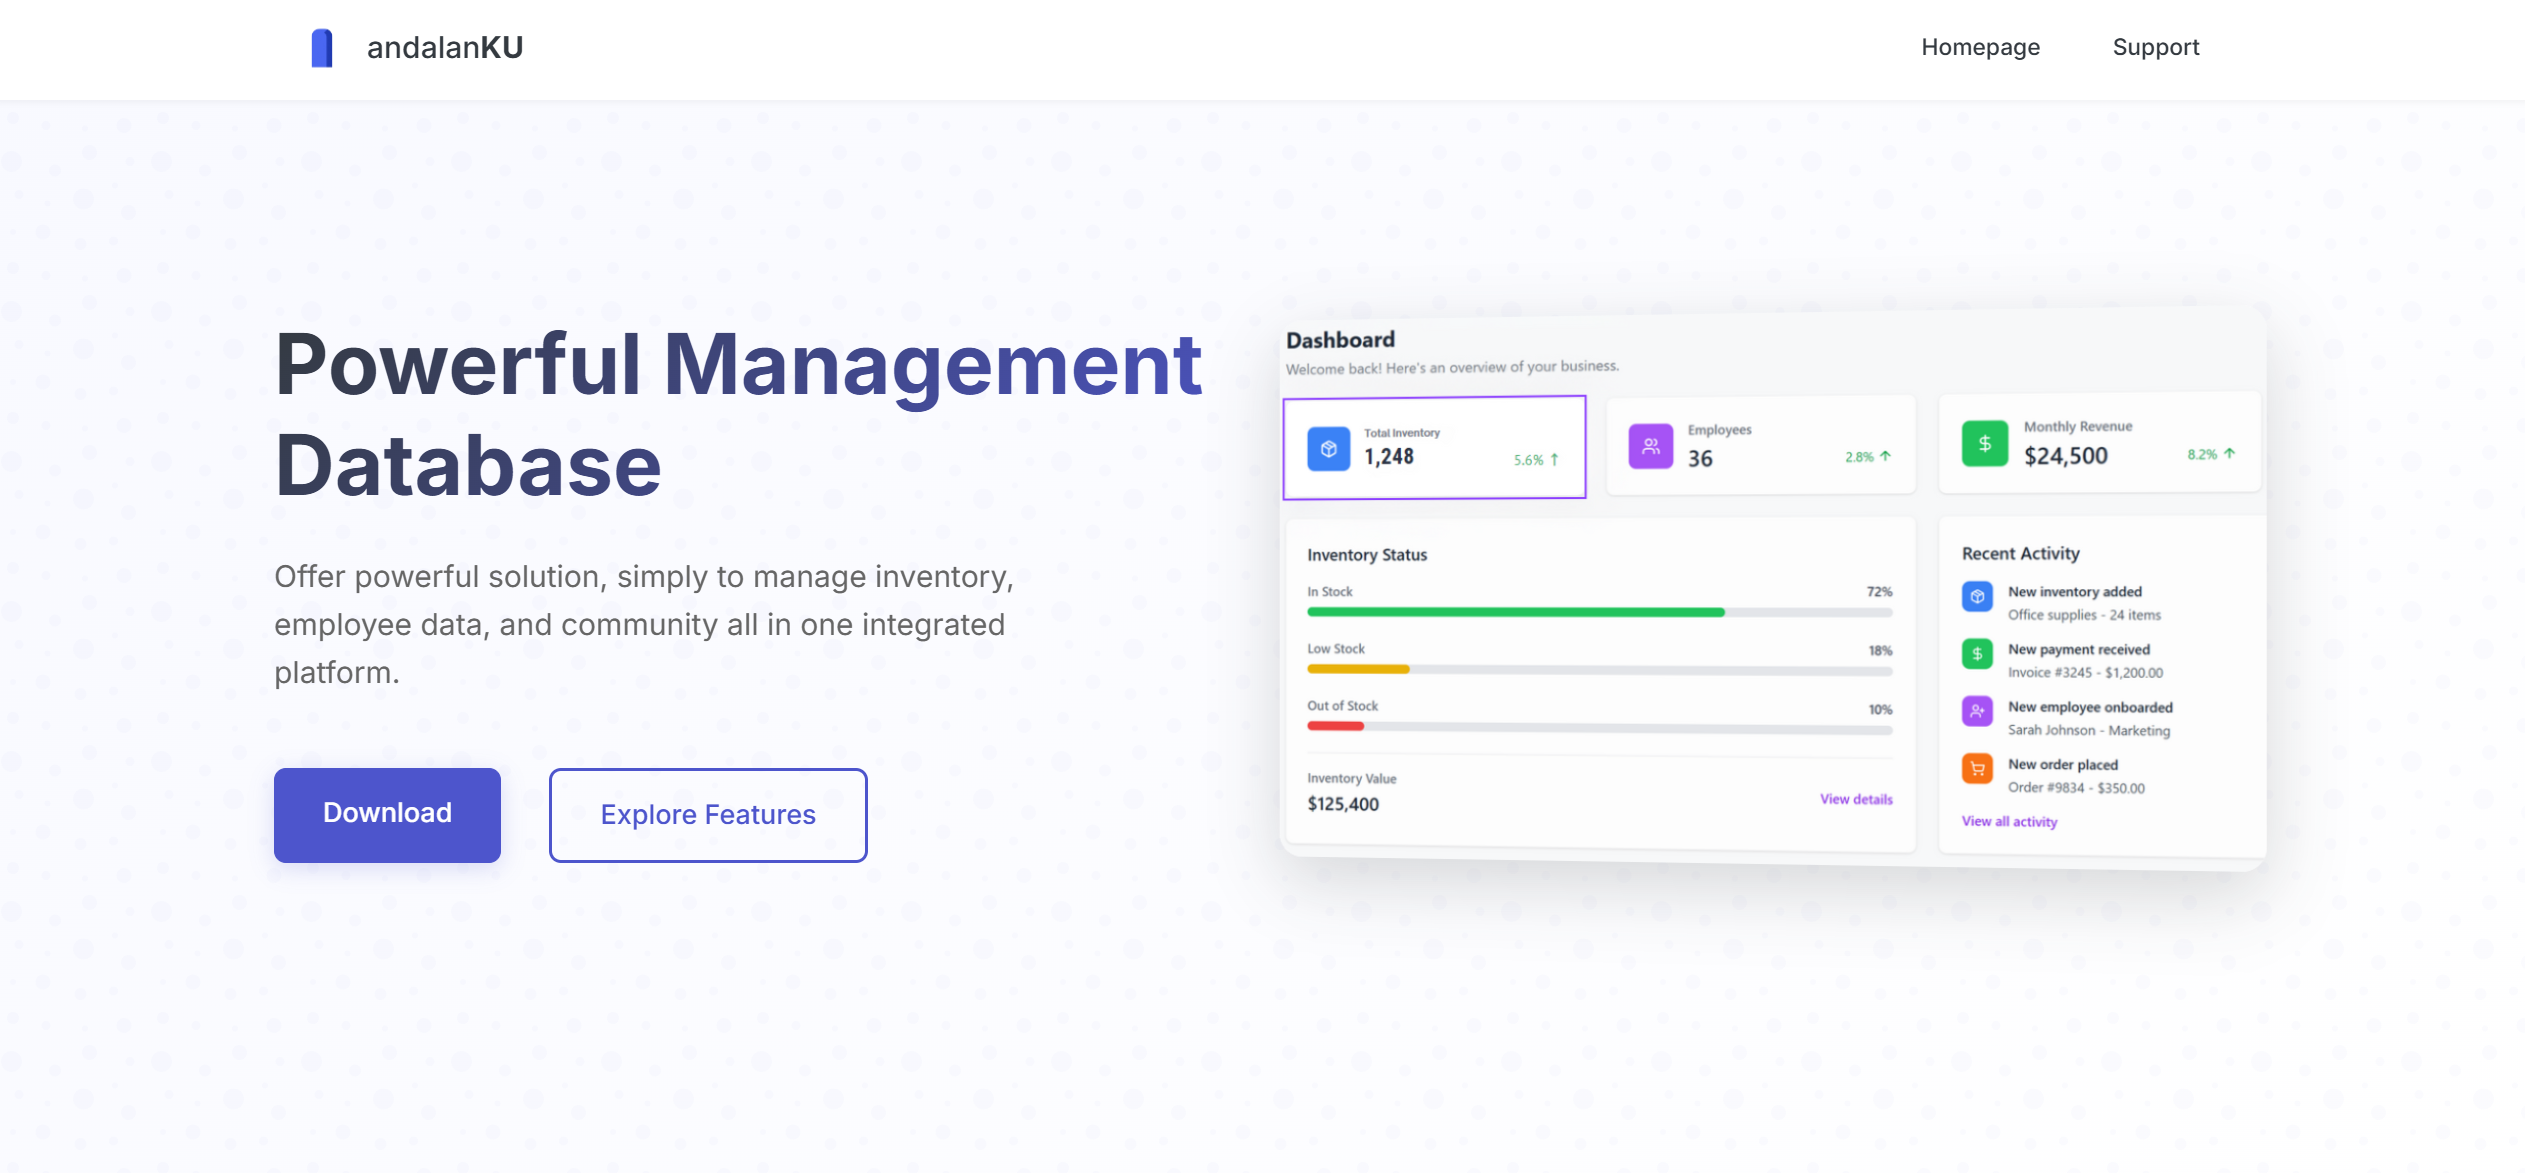 andalanKU
Homepage
Support
Powerful Management
Database
Offer powerful solution, simply to manage inventory,
employee data, and community all in one integrated
platform.
Download
Explore Features
Dashboard
Welcome back! Here's an overview of your business.
Total Inventory
1,248
5.6% ↑
Employees
36
2.8% ↑
Monthly Revenue
$24,500
8.2% ↑
Inventory Status
In Stock
72%
Low Stock
18%
Out of Stock
10%
Inventory Value
$125,400
View details
Recent Activity
New inventory added
Office supplies - 24 items
New payment received
Invoice #3245 - $1,200.00
New employee onboarded
Sarah Johnson - Marketing
New order placed
Order #9834 - $350.00
View all activity